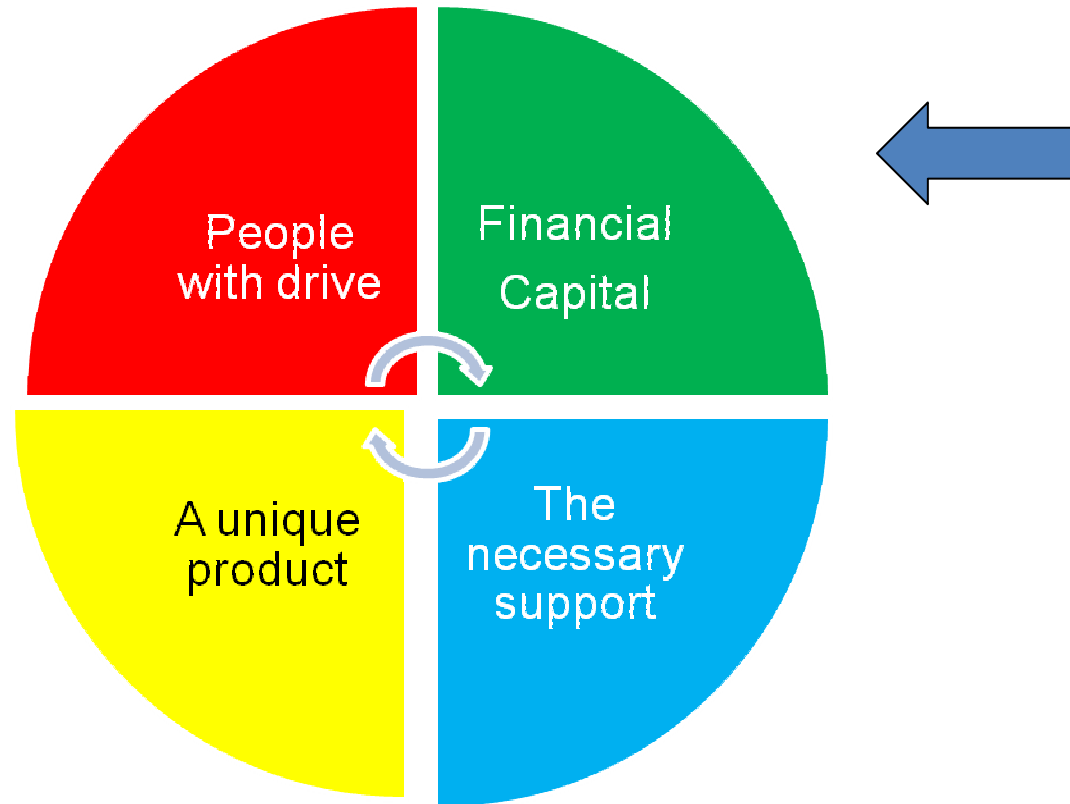 People
with drive
Financial
Capital
A unique
product
The
necessary
support